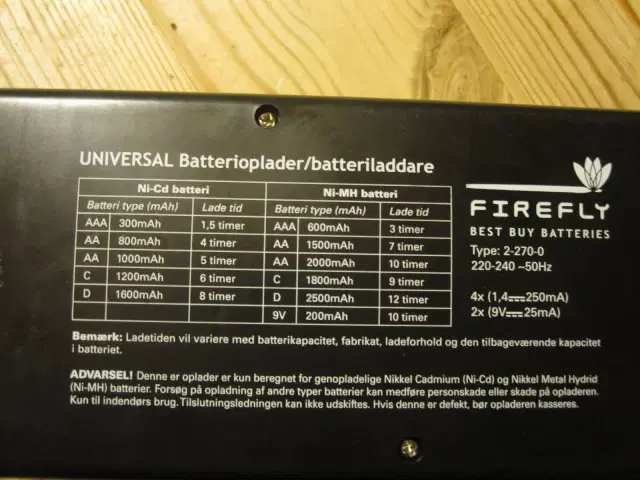 UNIVERSAL Batterioplader/batteriladdare
Ni-Cd batteri Ni-MH batteri
Batteri type (mAh) Lade tid Batteri type (mAh) Lade tid
AAA 300mAh 1,5 timer AAA 600mAh 3 timer
AA 800mAh 4 timer AA 1500mAh 7 timer
AA 1000mAh 5 timer AA 2000mAh 10 timer
C 1200mAh 6 timer C 1800mAh 9 timer
D 1600mAh 8 timer D 2500mAh 12 timer
9V 200mAh 10 timer
FIREFLY
BEST BUY BATTERIES
Type: 2-270-0
220-240 ~50Hz
4x (1,4⎓250mA)
2x (9V⎓25mA)
Bemærk: Ladetiden vil variere med batterikapacitet, fabrikat, ladeforhold og den tilbageværende kapacitet
i batteriet.
ADVARSEL! Denne er oplader er kun beregnet for genopladelige Nikkel Cadmium (Ni-Cd) og Nikkel Metal Hydrid
(Ni-MH) batterier. Forsøg på opladning af andre typer batterier kan medføre personskade eller skade på opladeren.
Kun til indendørs brug. Tilslutningsledningen kan ikke udskiftes. Hvis denne er defekt, bør opladeren kasseres.